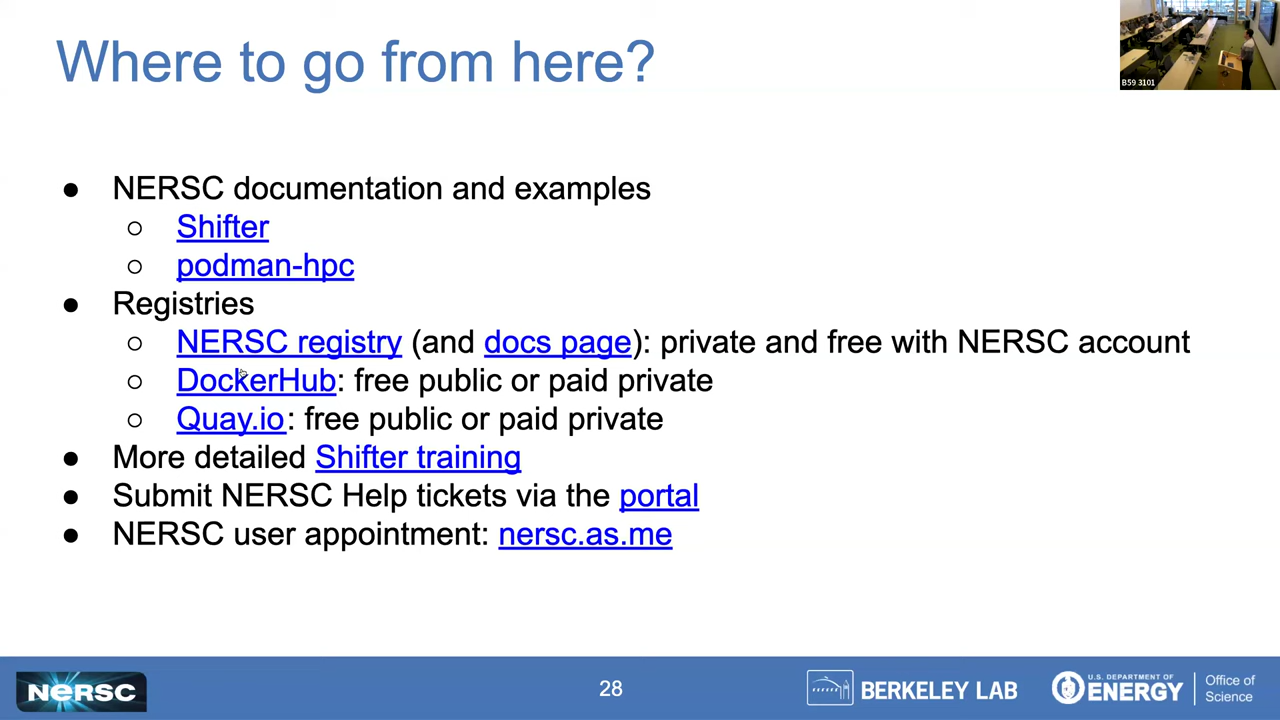 Where to go from here?
B59 3101
● NERSC documentation and examples
○ Shifter
○ podman-hpc
● Registries
○ NERSC registry (and docs page): private and free with NERSC account
○ DockerHub: free public or paid private
○ Quay.io: free public or paid private
● More detailed Shifter training
● Submit NERSC Help tickets via the portal
● NERSC user appointment: nersc.as.me
NERSC
28
BERKELEY LAB
U.S. DEPARTMENT OF
ENERGY
Office of
Science